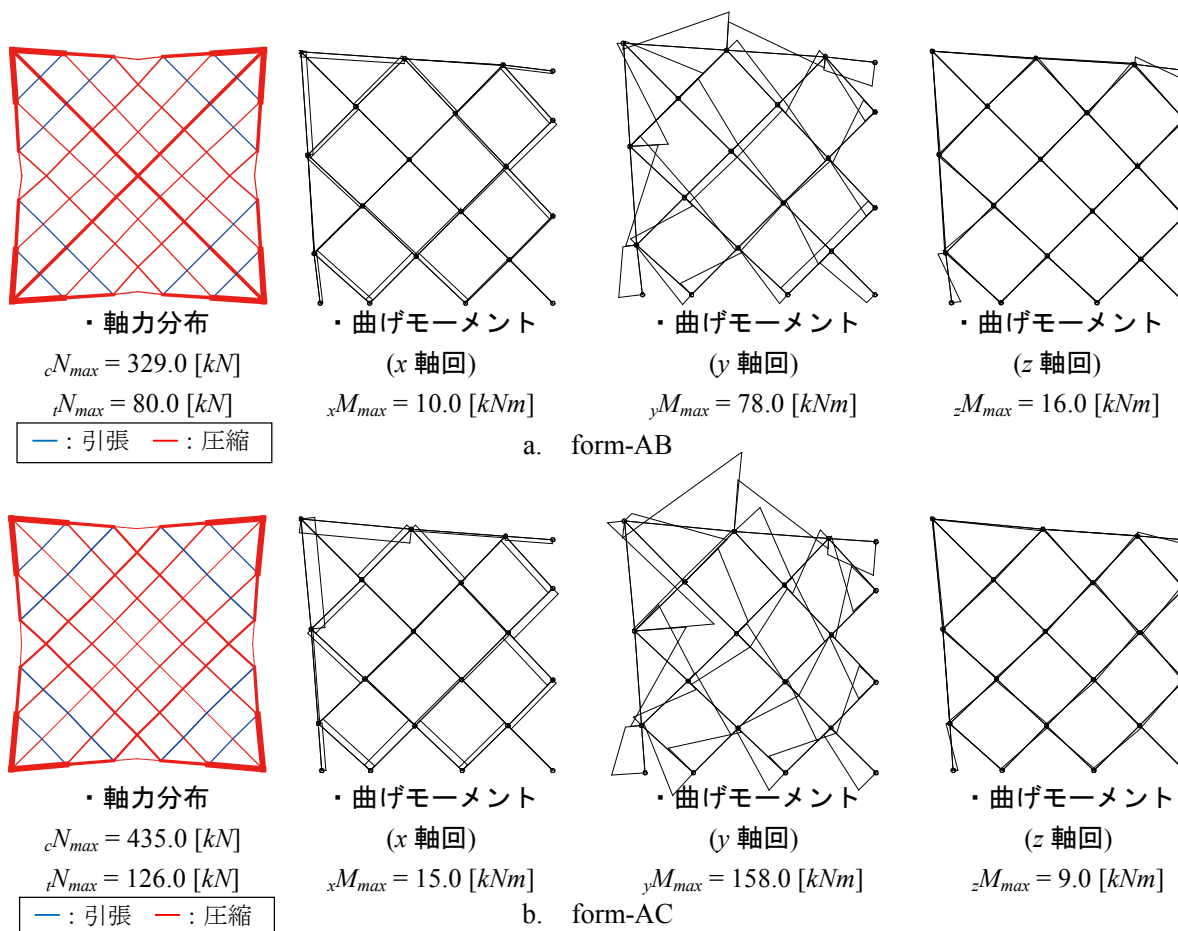 ・軸力分布 ・曲げモーメント ・曲げモーメント ・曲げモーメント
cNmax = 329.0 [kN] (x 軸回) (y 軸回) (z 軸回)
tNmax = 80.0 [kN] xMmax = 10.0 [kNm] yMmax = 78.0 [kNm] zMmax = 16.0 [kNm]
― : 引張 ― : 圧縮
a. form-AB
・軸力分布 ・曲げモーメント ・曲げモーメント ・曲げモーメント
cNmax = 435.0 [kN] (x 軸回) (y 軸回) (z 軸回)
tNmax = 126.0 [kN] xMmax = 15.0 [kNm] yMmax = 158.0 [kNm] zMmax = 9.0 [kNm]
― : 引張 ― : 圧縮
b. form-AC